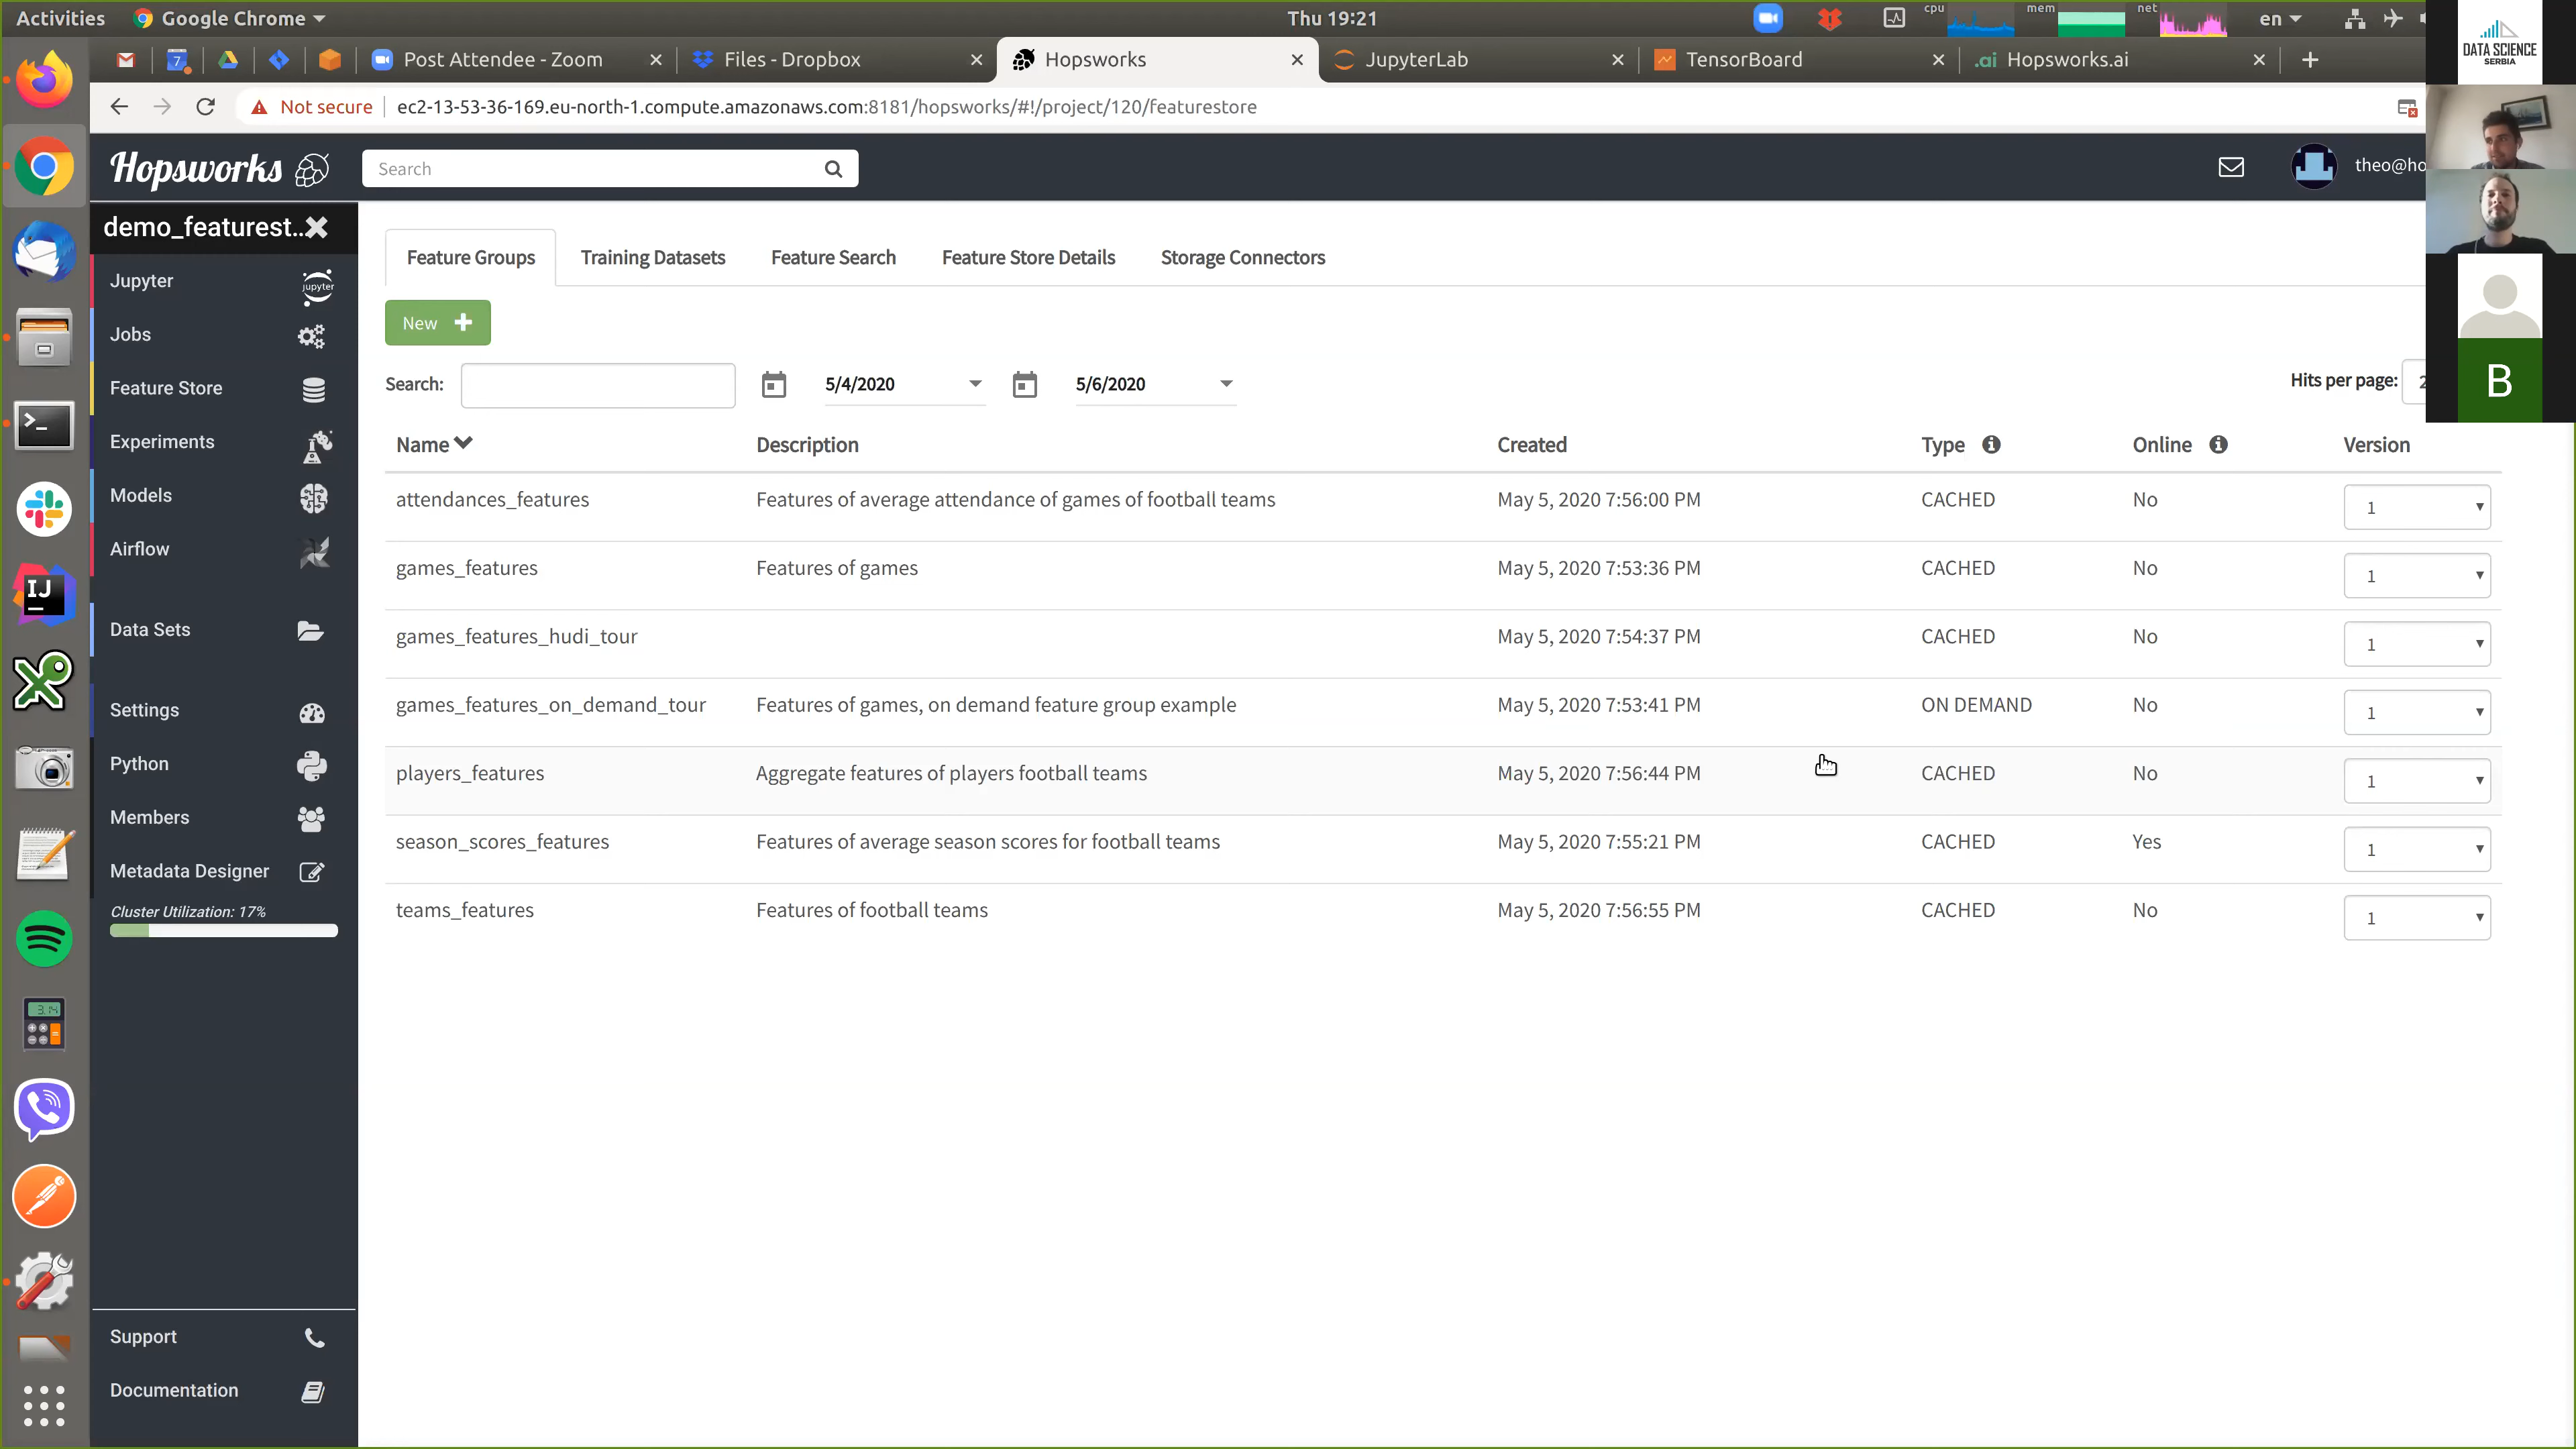 Activities Google Chrome Thu 19:21 cpu mem net en
7 Post Attendee - Zoom Files - Dropbox Hopsworks JupyterLab TensorBoard .ai Hopsworks.ai
DATA SCIENCE
SERBIA
Not secure ec2-13-53-36-169.eu-north-1.compute.amazonaws.com:8181/hopsworks/#!/project/120/featurestore
Hopsworks Search theo@ho
demo_featurest..
Jupyter jupyter
Jobs
Feature Store
Experiments
Models
Airflow
Data Sets
Settings
Python
Members
Metadata Designer
Cluster Utilization: 17%
Support
Documentation
Feature Groups Training Datasets Feature Search Feature Store Details Storage Connectors
New
Search: 5/4/2020 5/6/2020 Hits per page: 2
B
Name Description Created Type Online Version
attendances_features Features of average attendance of games of football teams May 5, 2020 7:56:00 PM CACHED No 1
games_features Features of games May 5, 2020 7:53:36 PM CACHED No 1
games_features_hudi_tour May 5, 2020 7:54:37 PM CACHED No 1
games_features_on_demand_tour Features of games, on demand feature group example May 5, 2020 7:53:41 PM ON DEMAND No 1
players_features Aggregate features of players football teams May 5, 2020 7:56:44 PM CACHED No 1
season_scores_features Features of average season scores for football teams May 5, 2020 7:55:21 PM CACHED Yes 1
teams_features Features of football teams May 5, 2020 7:56:55 PM CACHED No 1
IJ
3.14